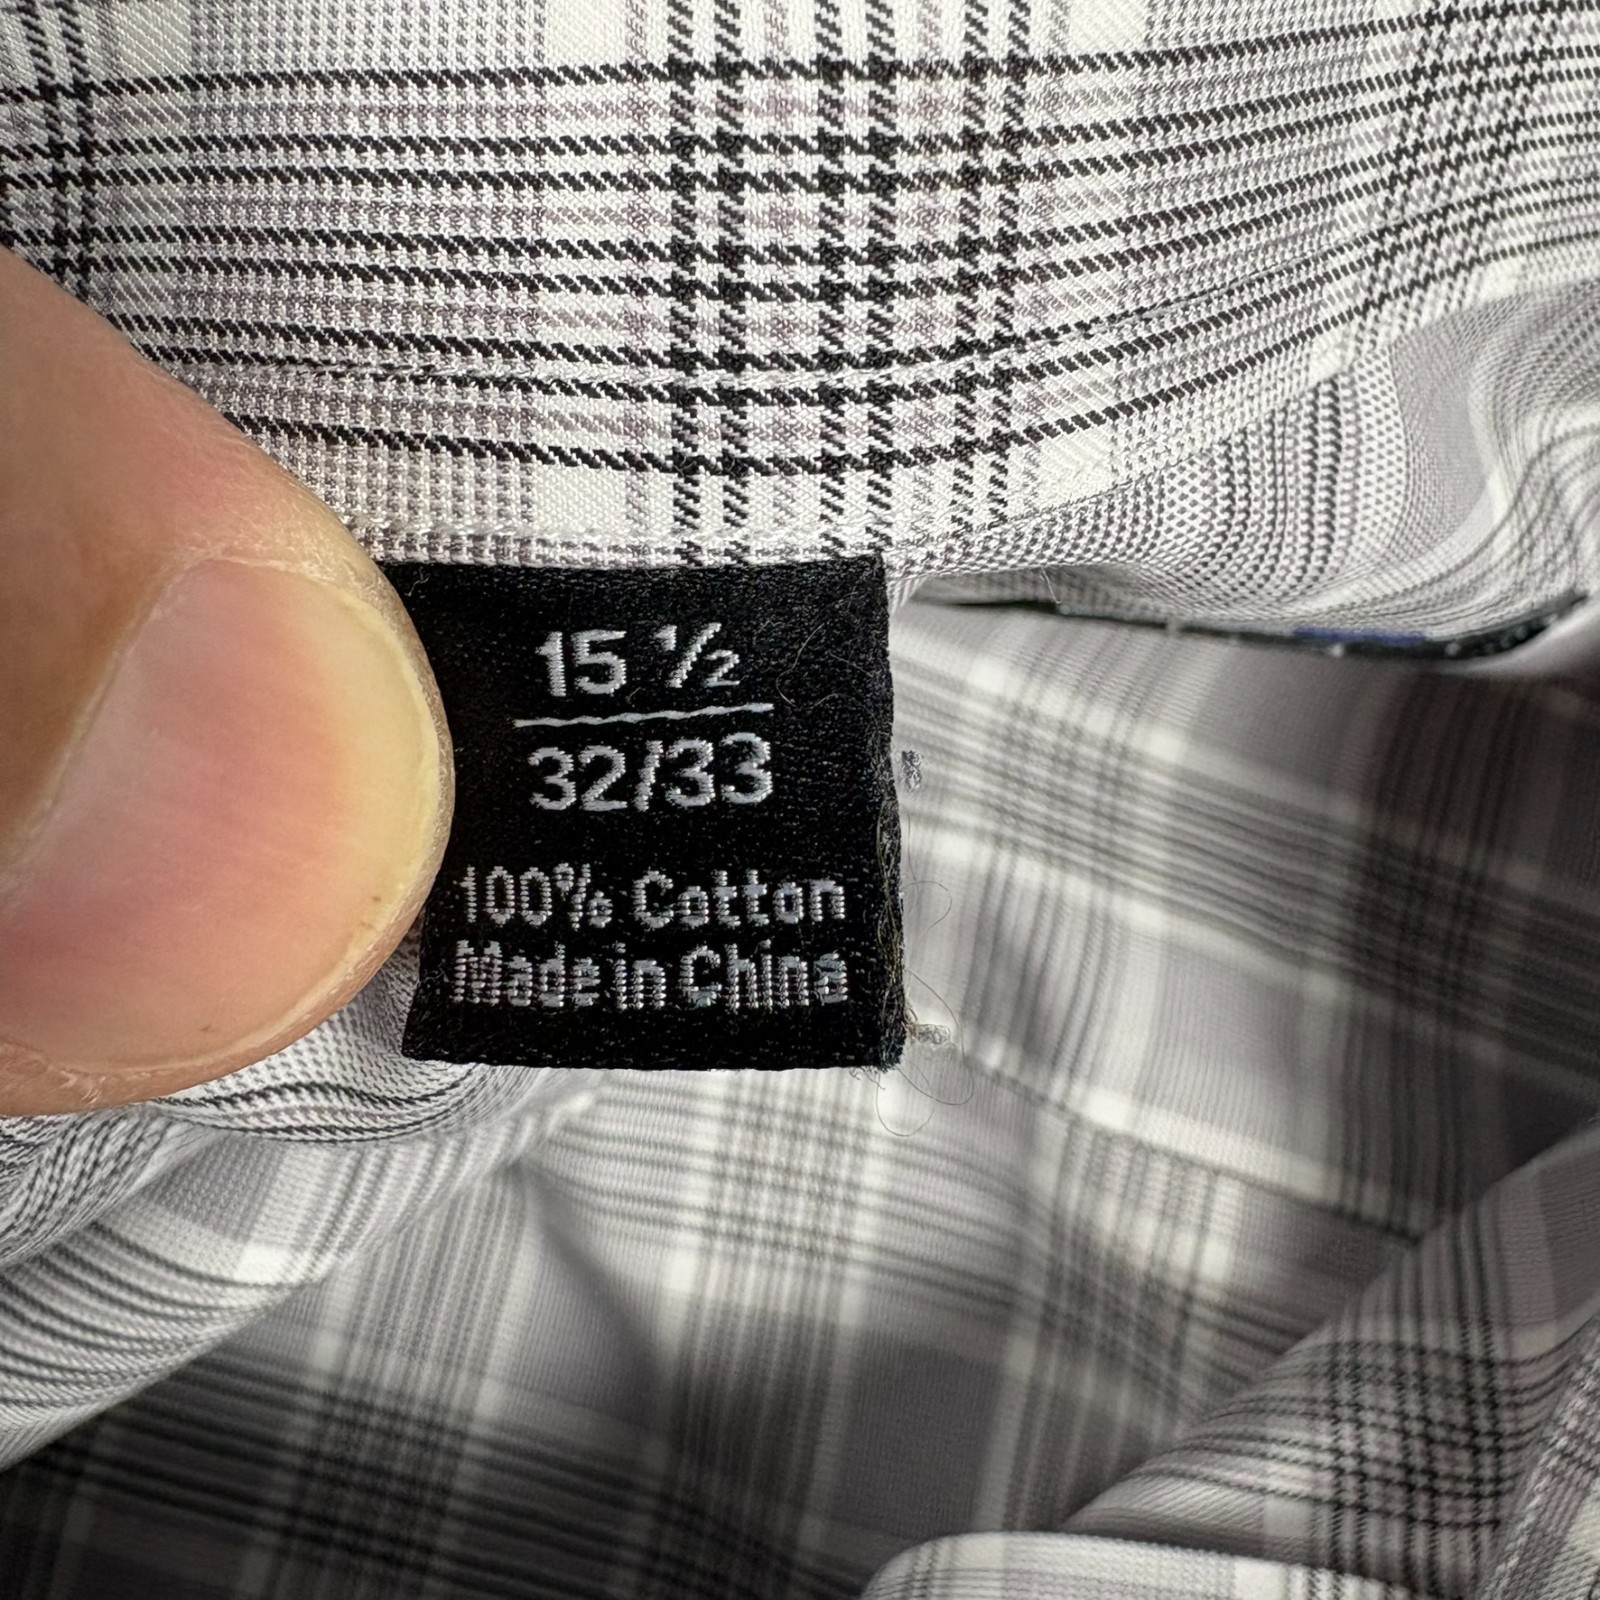 15 ½
32/33
100% Cotton
Made in China